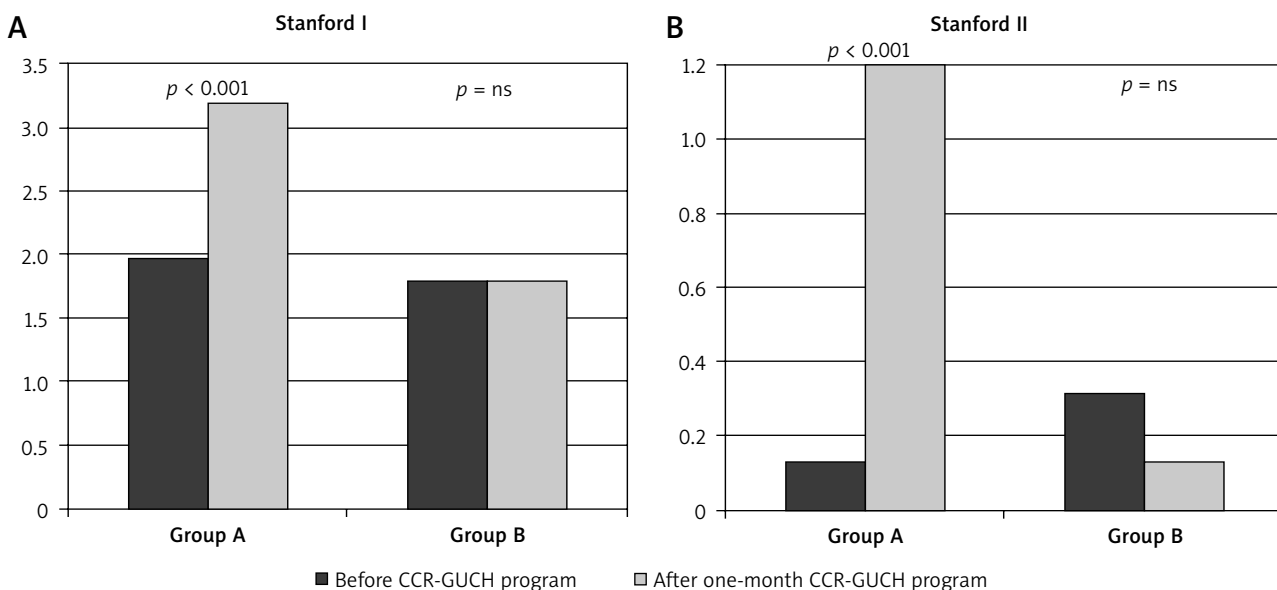 A
Stanford I
3.5
3.0
2.5
2.0
1.5
1.0
0.5
0
p < 0.001
p = ns
Group A
Group B
B
Stanford II
1.2
1.0
0.8
0.6
0.4
0.2
0
p < 0.001
p = ns
Group A
Group B
Before CCR-GUCH program
After one-month CCR-GUCH program